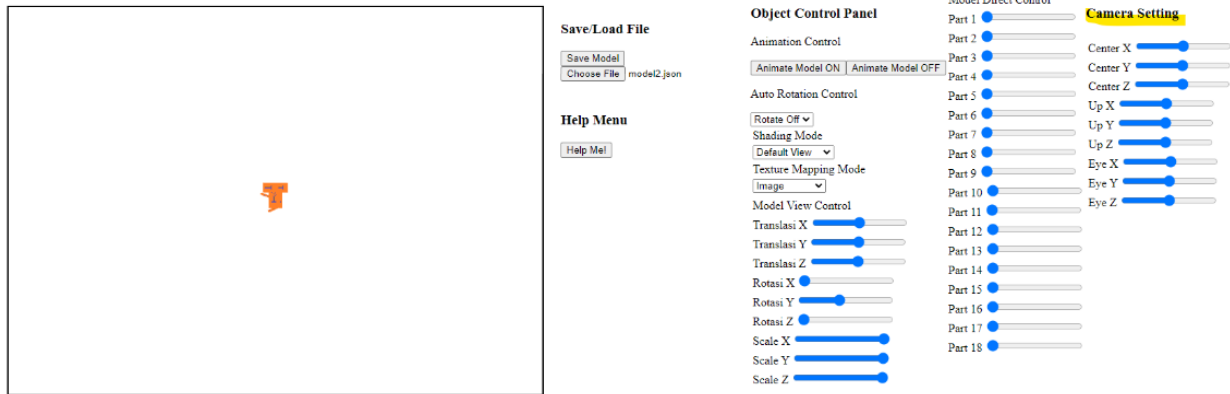 Save/Load File
Save Model
Choose File model2.json
Help Menu
Help Me!
Object Control Panel
Animation Control
Animate Model ON Animate Model OFF
Auto Rotation Control
Rotate Off
Shading Mode
Default View
Texture Mapping Mode
Image
Model View Control
Translasi X
Translasi Y
Translasi Z
Rotasi X
Rotasi Y
Rotasi Z
Scale X
Scale Y
Scale Z
Model Direct Control
Part 1
Part 2
Part 3
Part 4
Part 5
Part 6
Part 7
Part 8
Part 9
Part 10
Part 11
Part 12
Part 13
Part 14
Part 15
Part 16
Part 17
Part 18
Camera Setting
Center X
Center Y
Center Z
Up X
Up Y
Up Z
Eye X
Eye Y
Eye Z